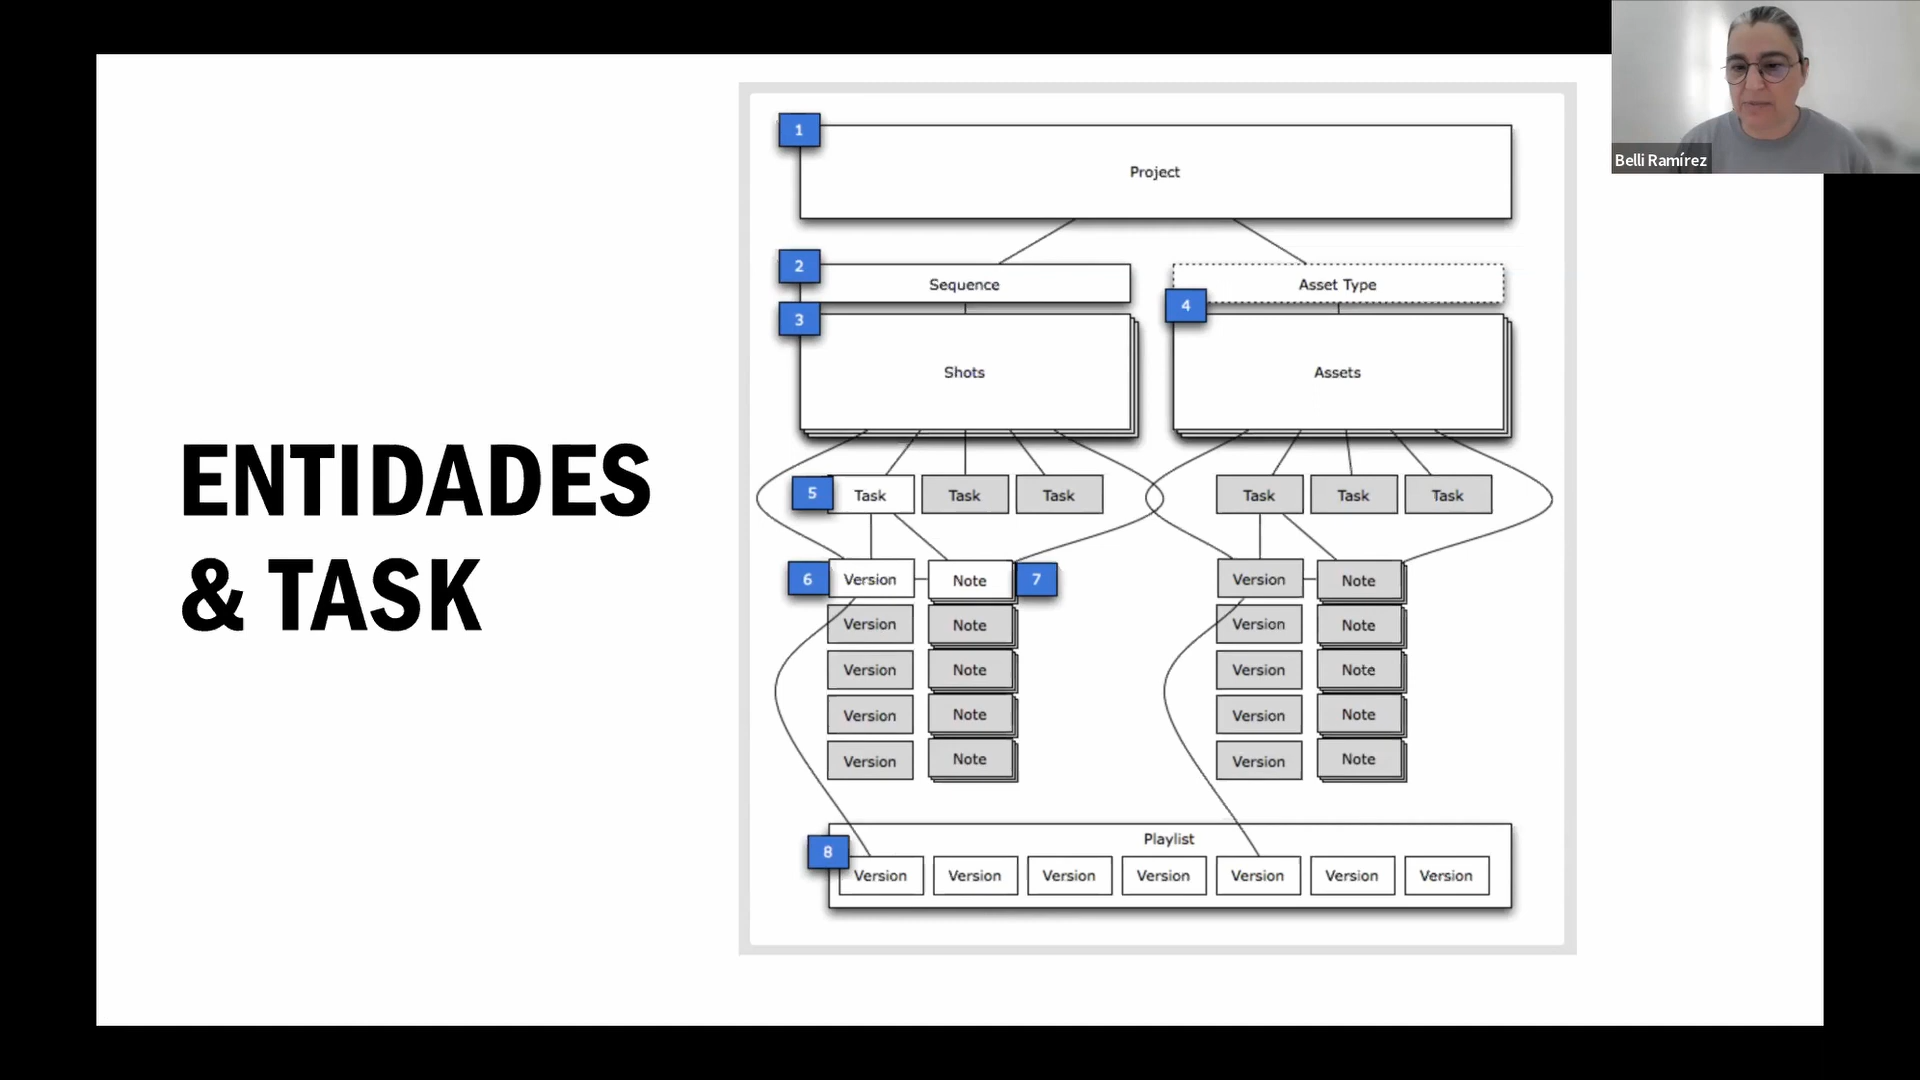 Belli Ramírez
ENTIDADES
& TASK
1
Project
2
Sequence
Asset Type
3
4
Shots
Assets
5
Task
Task
Task
Task
Task
Task
6
Version
Note
7
Version
Note
Version
Note
Version
Note
Version
Note
Version
Note
Version
Note
Version
Note
Version
Note
Version
Note
8
Playlist
Version
Version
Version
Version
Version
Version
Version